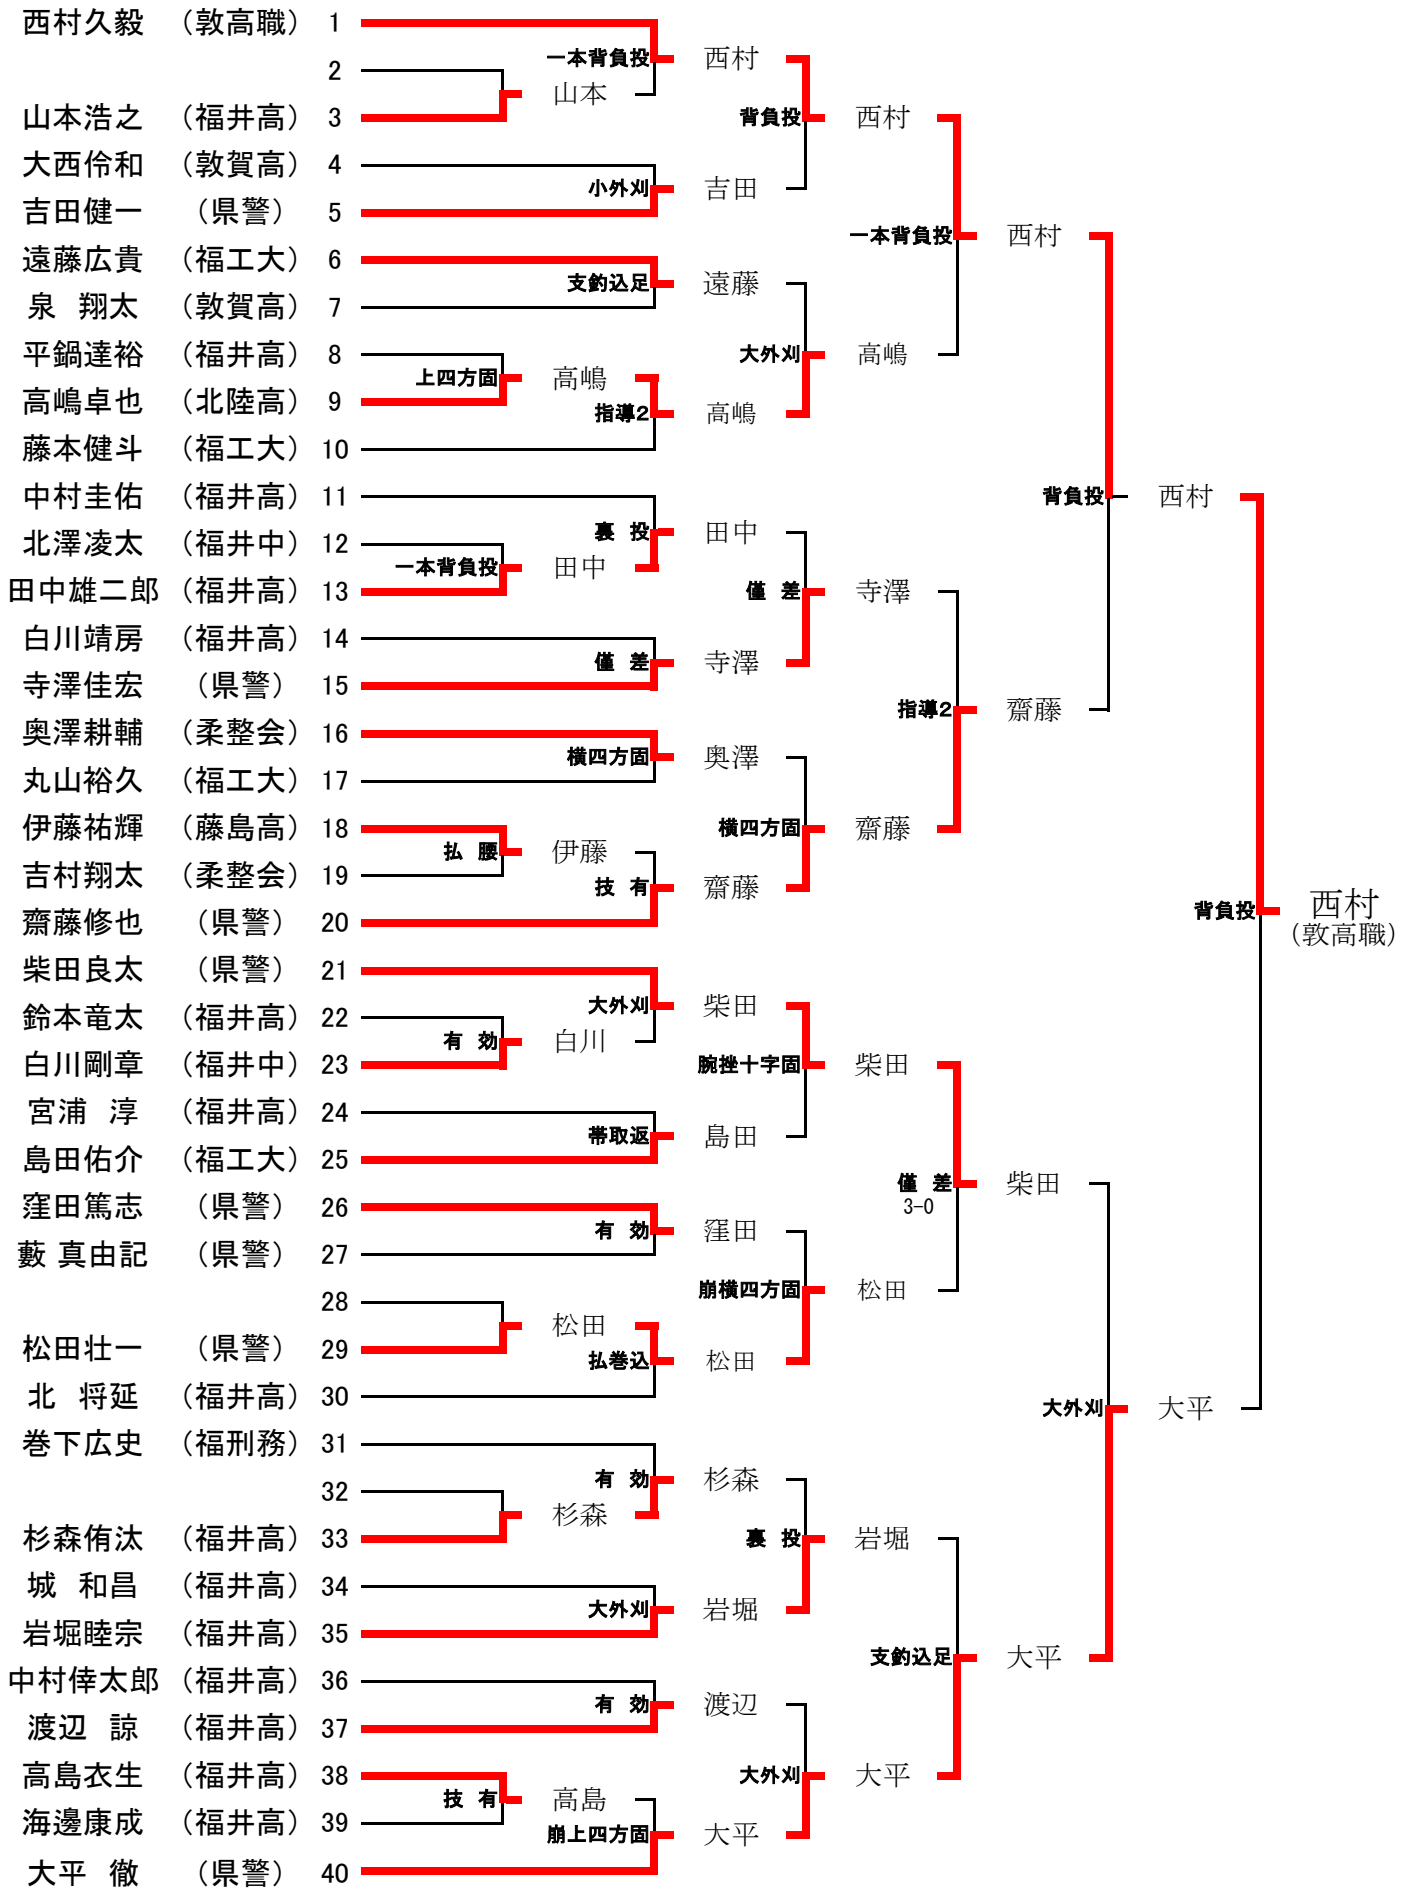 西村久毅 （敦高職） 1
2
山本浩之 （福井高） 3
大西伶和 （敦賀高） 4
吉田健一 （県警） 5
遠藤広貴 （福工大） 6
泉 翔太 （敦賀高） 7
平鍋達裕 （福井高） 8
高嶋卓也 （北陸高） 9
藤本健斗 （福工大） 10
中村圭佑 （福井高） 11
北澤凌太 （福井中） 12
田中雄二郎 （福井高） 13
白川靖房 （福井高） 14
寺澤佳宏 （県警） 15
奥澤耕輔 （柔整会） 16
丸山裕久 （福工大） 17
伊藤祐輝 （藤島高） 18
吉村翔太 （柔整会） 19
齋藤修也 （県警） 20
柴田良太 （県警） 21
鈴木竜太 （福井高） 22
白川剛章 （福井中） 23
宮浦 淳 （福井高） 24
島田佑介 （福工大） 25
窪田篤志 （県警） 26
藪 真由記 （県警） 27
28
松田壮一 （県警） 29
北 将延 （福井高） 30
巻下広史 （福刑務） 31
32
杉森侑汰 （福井高） 33
城 和昌 （福井高） 34
岩堀睦宗 （福井高） 35
中村倖太郎 （福井高） 36
渡辺 諒 （福井高） 37
高島衣生 （福井高） 38
海邊康成 （福井高） 39
大平 徹 （県警） 40
山本
上四方固
高嶋
一本背負投
田中
払 腰
伊藤
有 効
白川
松田
杉森
技 有
高島
一本背負投
西村
小外刈
吉田
支釣込足
遠藤
指導2
高嶋
裏 投
田中
僅 差
寺澤
横四方固
奥澤
技 有
齋藤
大外刈
柴田
帯取返
島田
有 効
窪田
払巻込
松田
有 効
杉森
大外刈
岩堀
有 効
渡辺
崩上四方固
大平
背負投
西村
大外刈
高嶋
僅 差
寺澤
横四方固
齋藤
腕挫十字固
柴田
崩横四方固
松田
裏 投
岩堀
大外刈
大平
一本背負投
西村
指導2
齋藤
僅 差
3-0
柴田
支釣込足
大平
背負投
西村
大外刈
大平
背負投
西村
（敦高職）